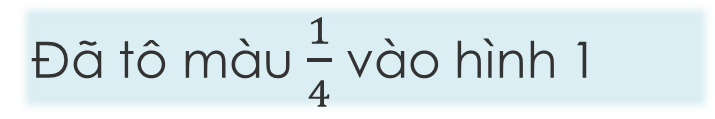 Đã tô màu 1/4 vào hình 1